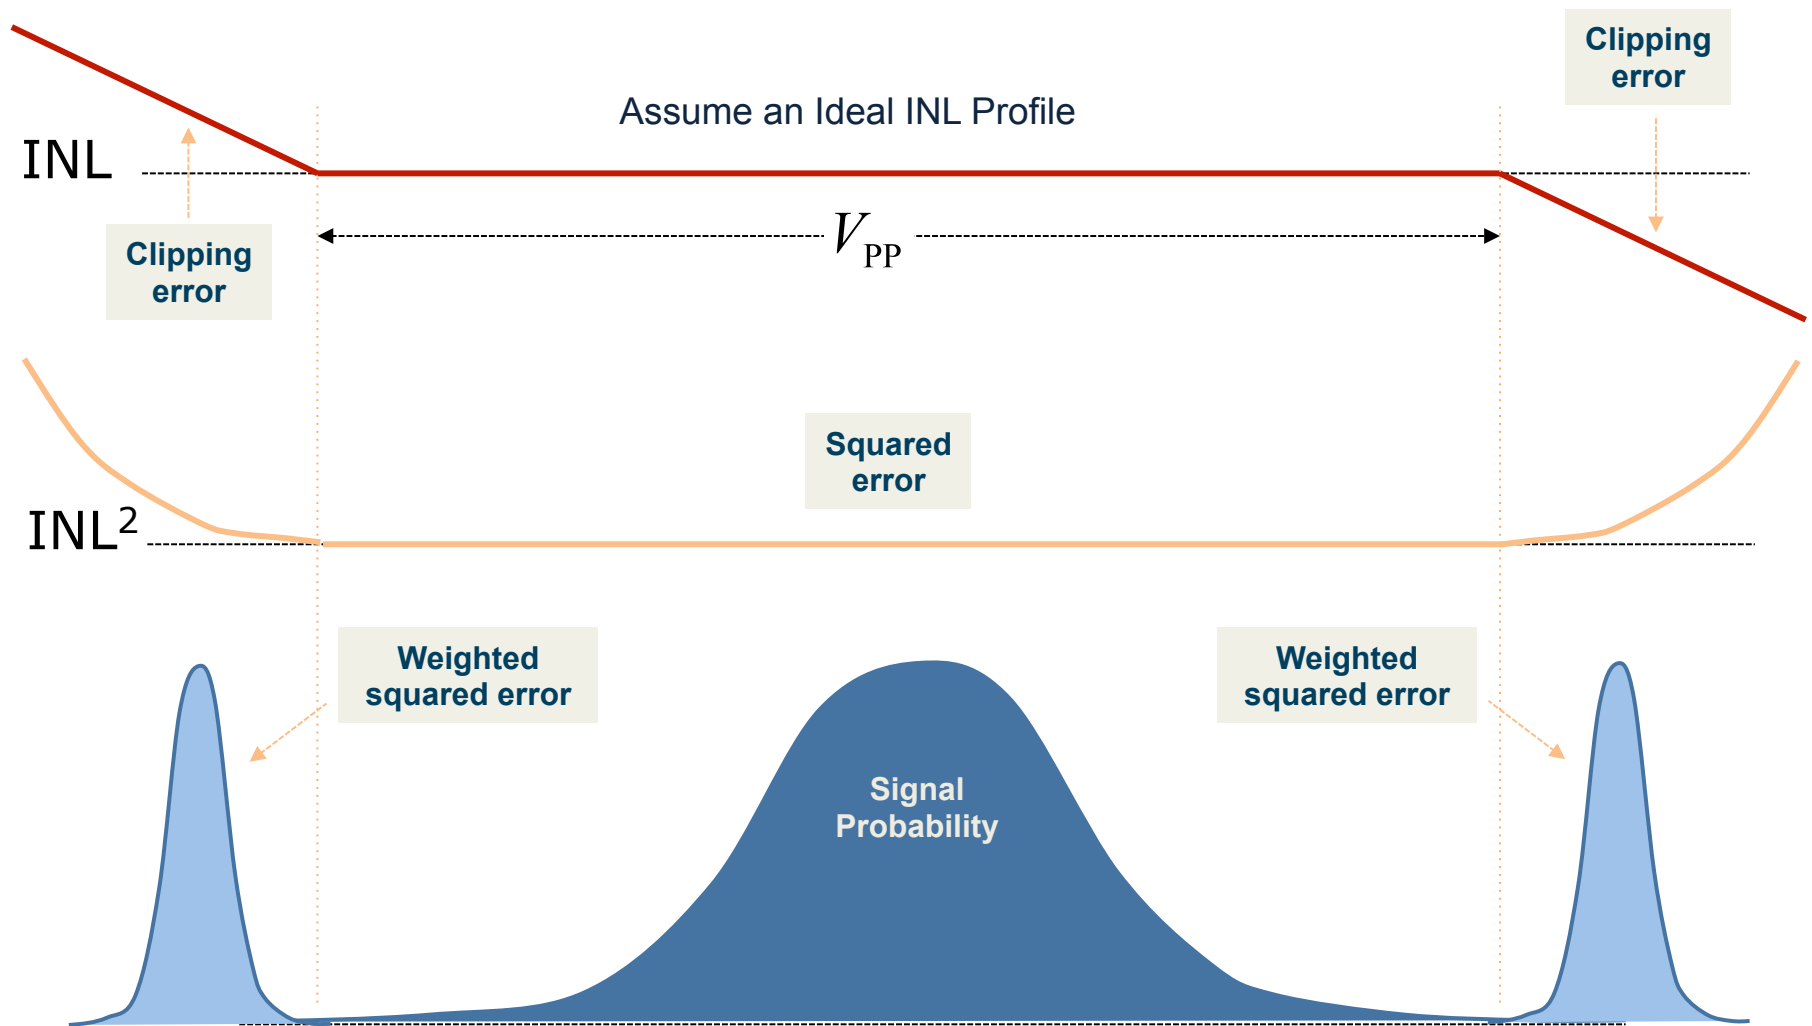 Clipping
error
Assume an Ideal INL Profile
INL
V_PP
Clipping
error
Squared
error
INL²
Weighted
squared error
Weighted
squared error
Signal
Probability